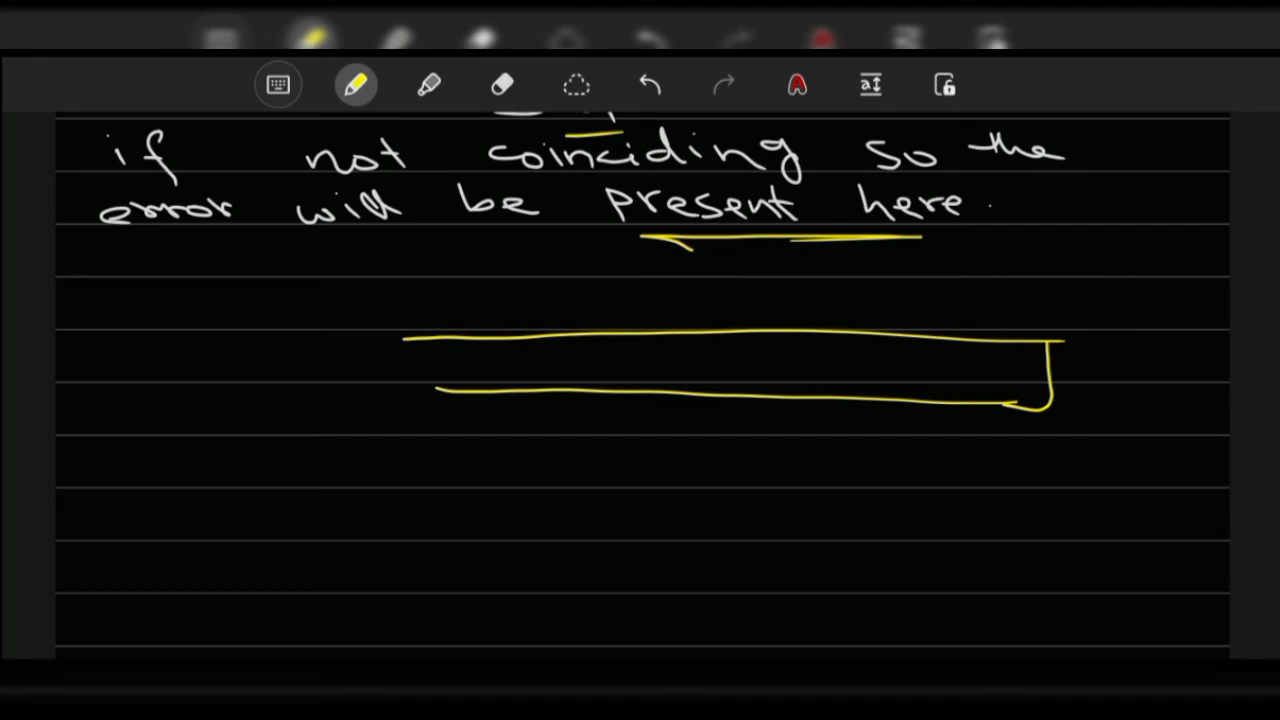 if not coinciding so the
error will be present here.